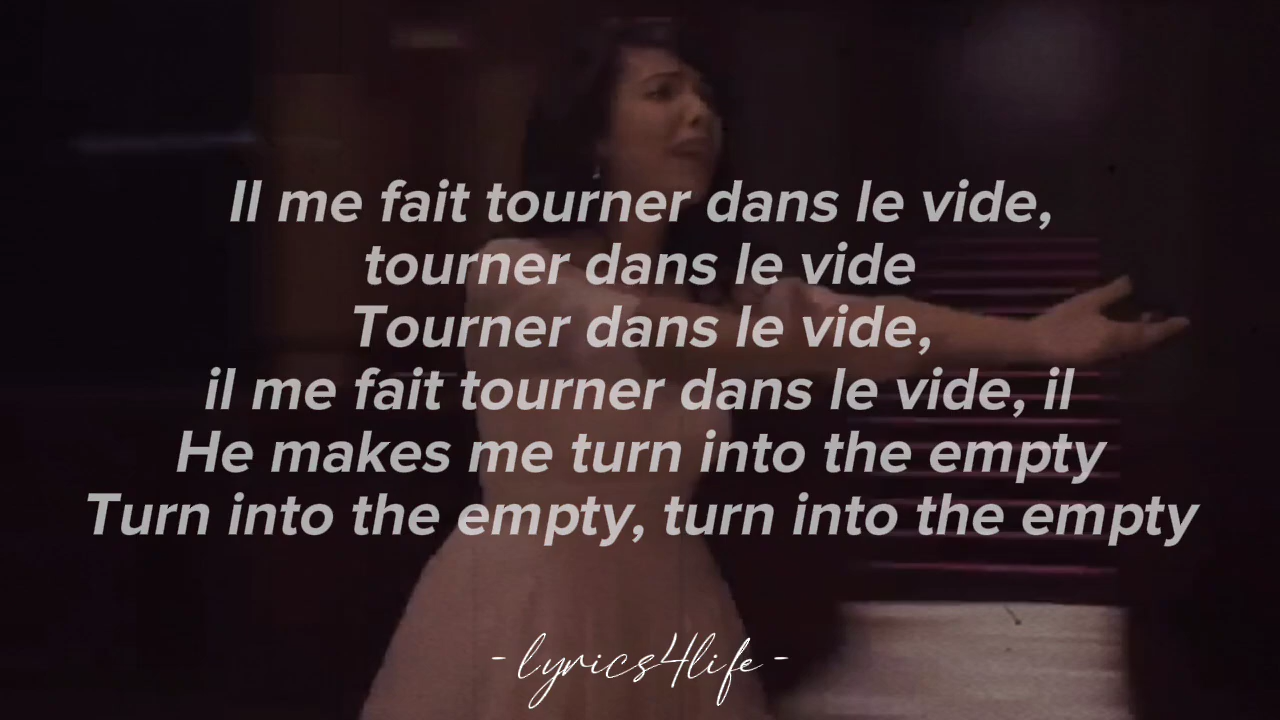 Il me fait tourner dans le vide,
tourner dans le vide
Tourner dans le vide,
il me fait tourner dans le vide, il
He makes me turn into the empty
Turn into the empty, turn into the empty
- lyrics4life -